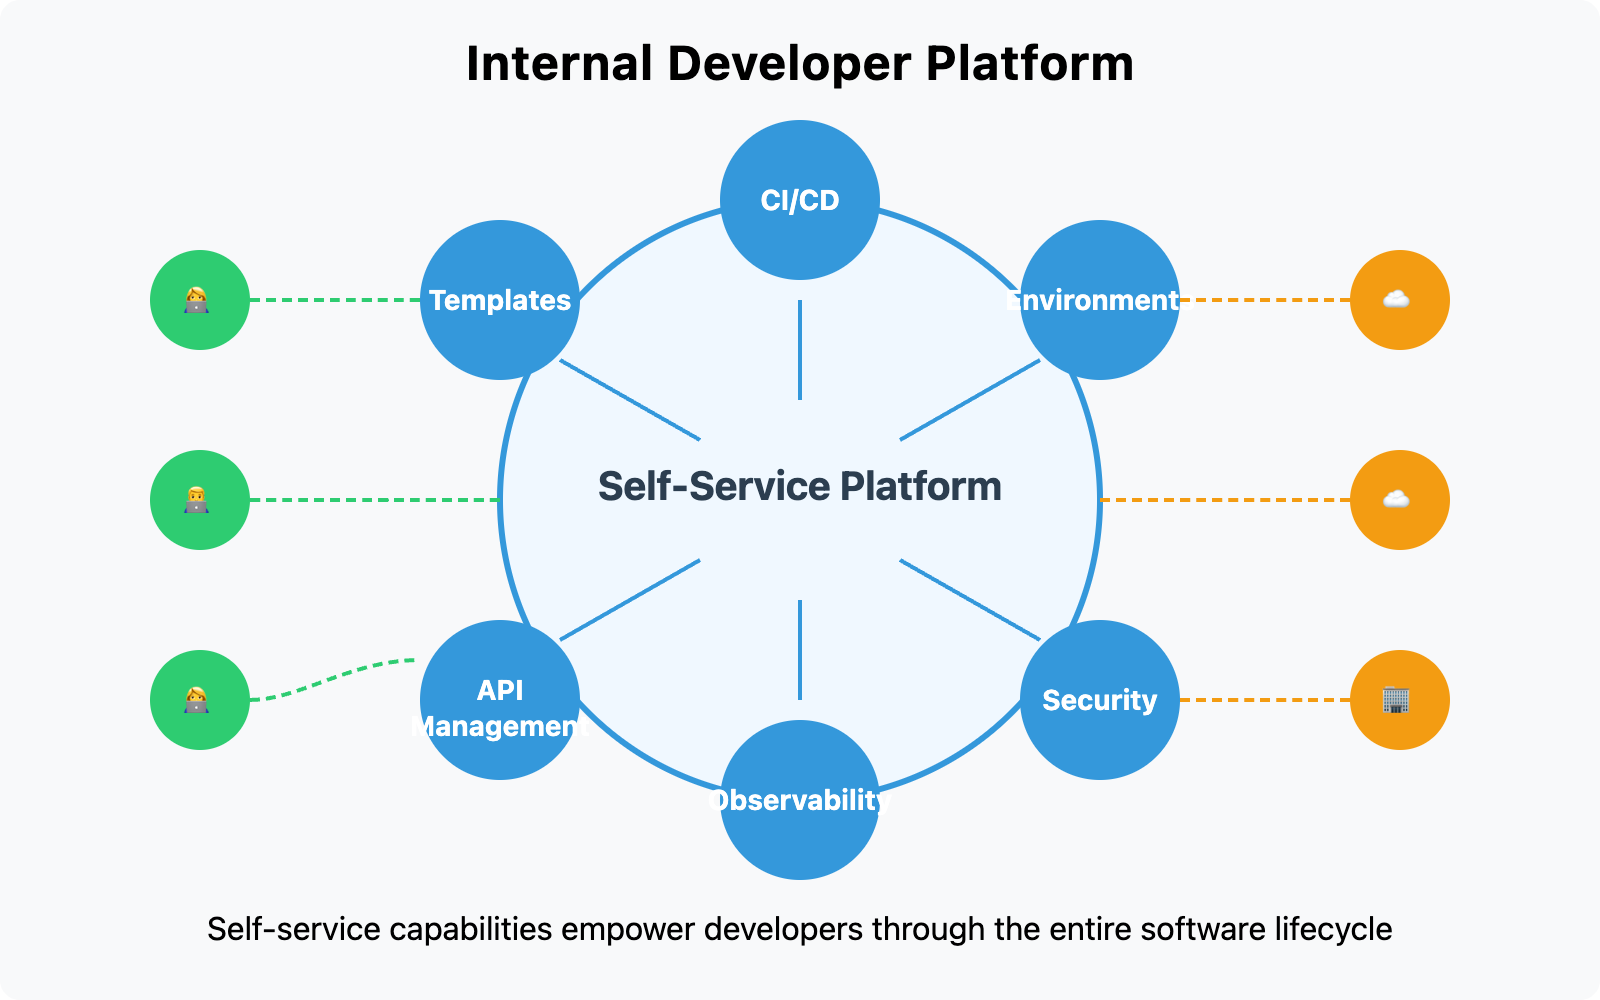 Internal Developer Platform
CI/CD
Templates
Environments
Self-Service Platform
API
Management
Security
Observability
Self-service capabilities empower developers through the entire software lifecycle